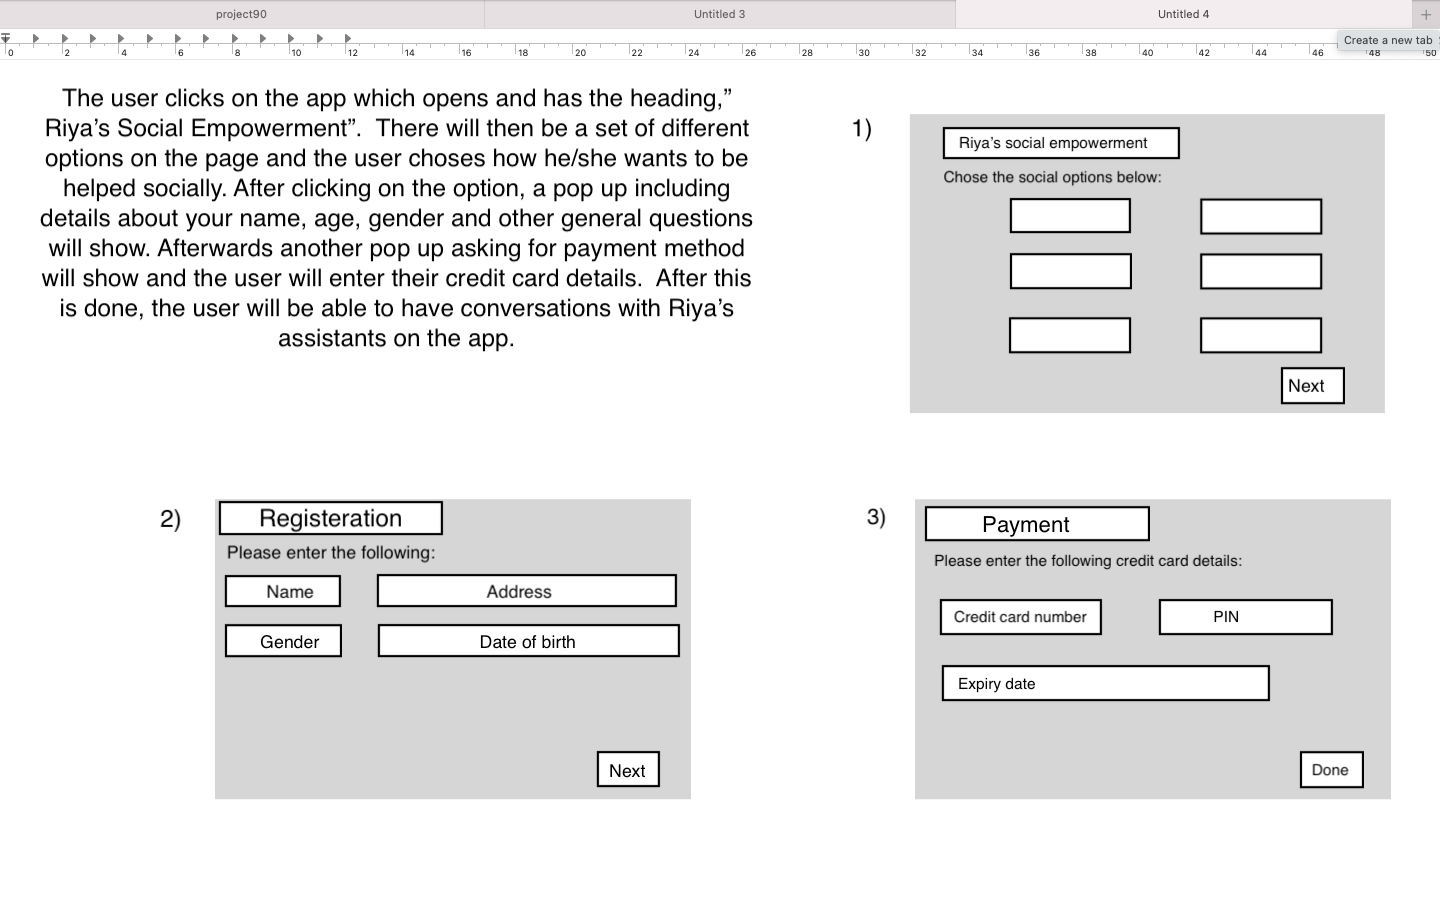 project90
Untitled 3
Untitled 4
+
Create a new tab
0 2 4 6 8 10 12 14 16 18 20 22 24 26 28 30 32 34 36 38 40 42 44 46 48 50
The user clicks on the app which opens and has the heading,”
Riya’s Social Empowerment”.  There will then be a set of different
options on the page and the user choses how he/she wants to be
helped socially. After clicking on the option, a pop up including
details about your name, age, gender and other general questions
will show. Afterwards another pop up asking for payment method
will show and the user will enter their credit card details.  After this
is done, the user will be able to have conversations with Riya’s
assistants on the app.
1)
Riya’s social empowerment
Chose the social options below:
Next
2)
Registeration
Please enter the following:
Name
Address
Gender
Date of birth
Next
3)
Payment
Please enter the following credit card details:
Credit card number
PIN
Expiry date
Done